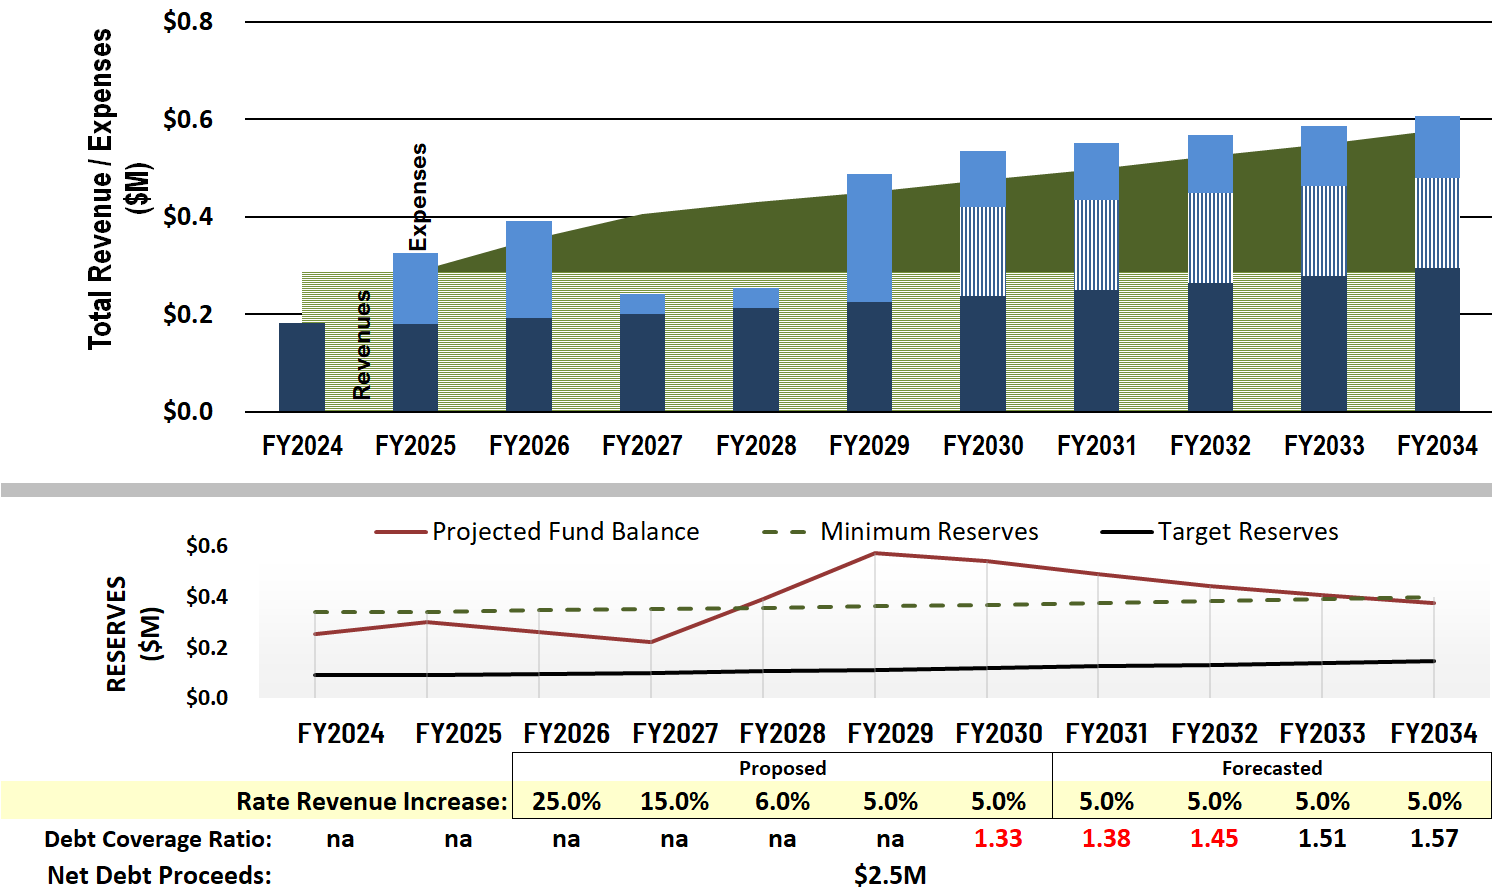 $0.8
$0.6
$0.4
$0.2
$0.0
Total Revenue / Expenses
($M)
Expenses
Revenues
FY2024 FY2025 FY2026 FY2027 FY2028 FY2029 FY2030 FY2031 FY2032 FY2033 FY2034
Projected Fund Balance Minimum Reserves Target Reserves
$0.6
$0.4
$0.2
$0.0
RESERVES
($M)
FY2024 FY2025 FY2026 FY2027 FY2028 FY2029 FY2030 FY2031 FY2032 FY2033 FY2034
Proposed Forecasted
Rate Revenue Increase: 25.0% 15.0% 6.0% 5.0% 5.0% 5.0% 5.0% 5.0% 5.0%
Debt Coverage Ratio: na na na na na na 1.33 1.38 1.45 1.51 1.57
Net Debt Proceeds: $2.5M